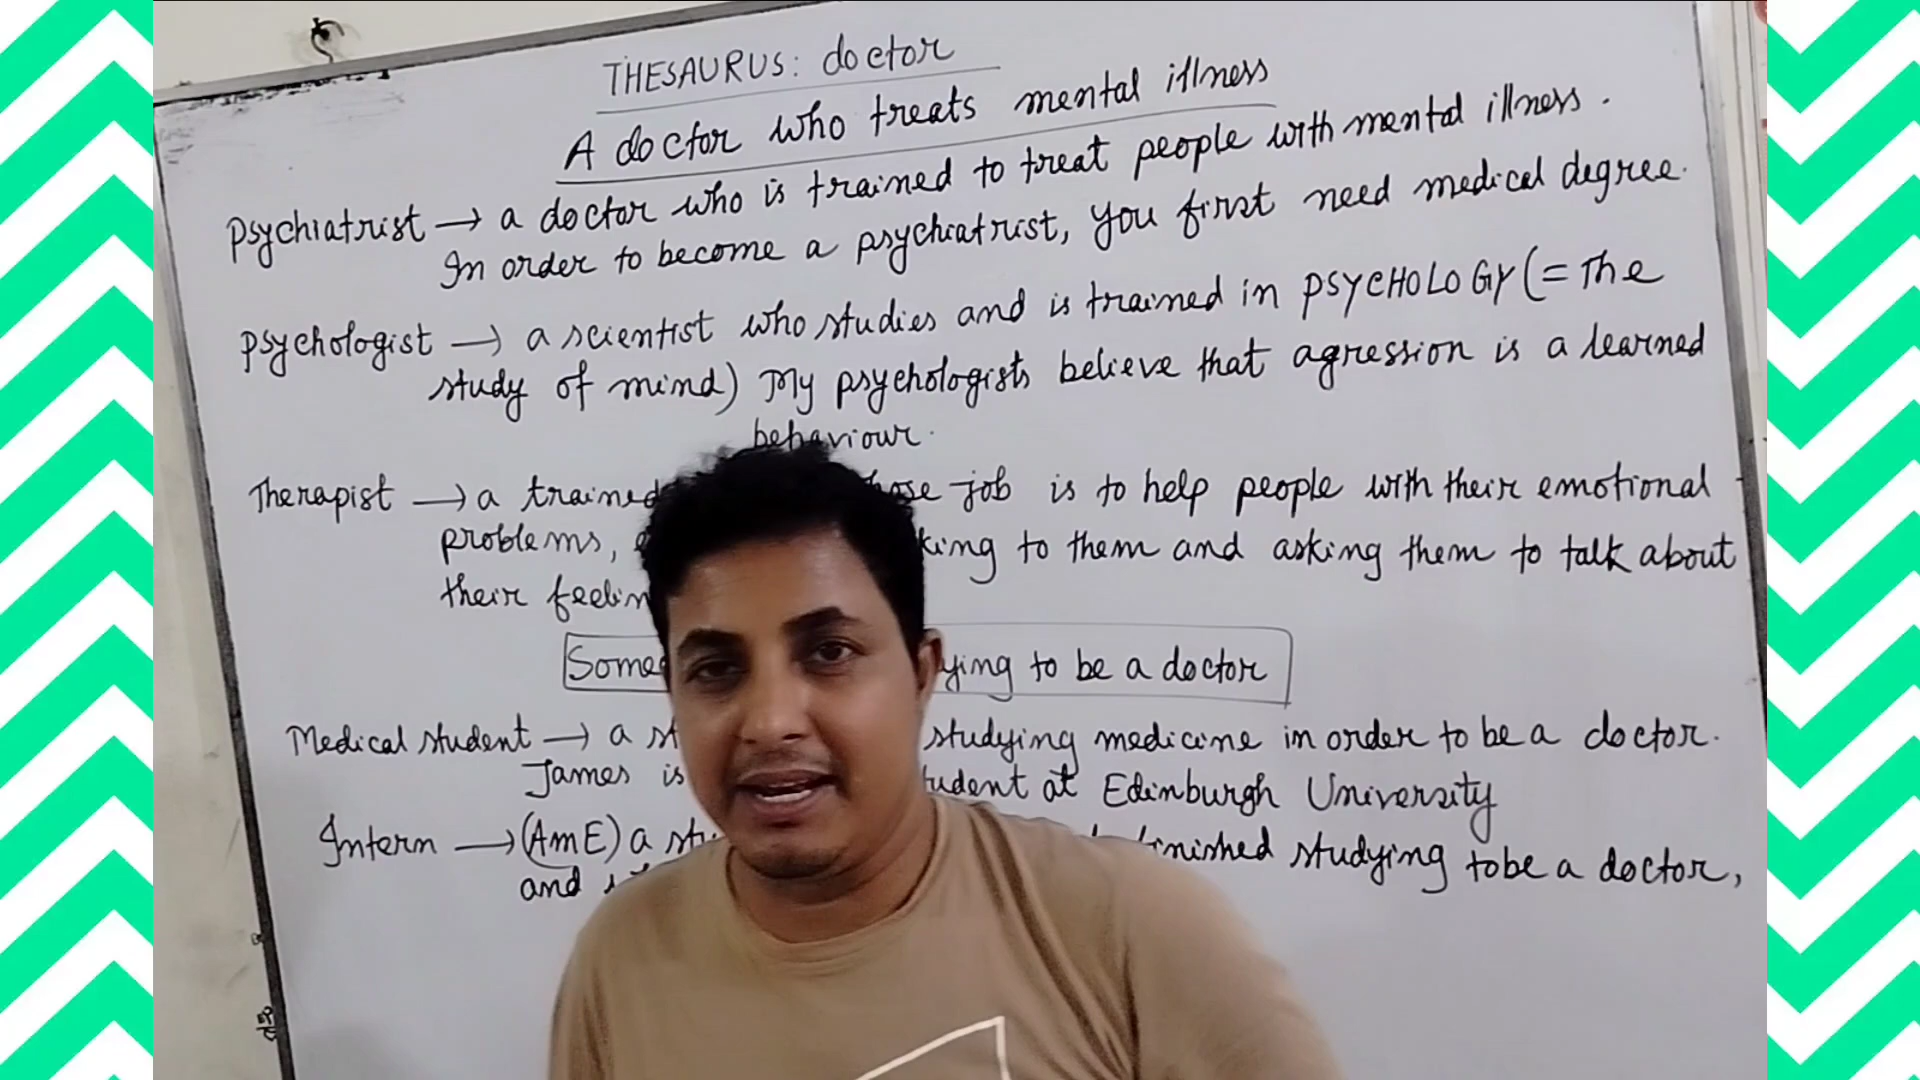 THESAURUS: doctor
A doctor who treats mental illness
Psychiatrist → a doctor who is trained to treat people with mental illness.
In order to become a psychiatrist, you first need medical degree.
Psychologist → a scientist who studies and is trained in PSYCHOLOGY (= The
study of mind) My psychologists believe that agression is a learned
behaviour.
Therapist → a trained job is to help people with their emotional
problems, to them and asking them to talk about
their
to be a doctor
Medical student → a studying medicine in order to be a doctor.
James is at Edinburgh University
Intern → (AmE) a studying to be a doctor,
and